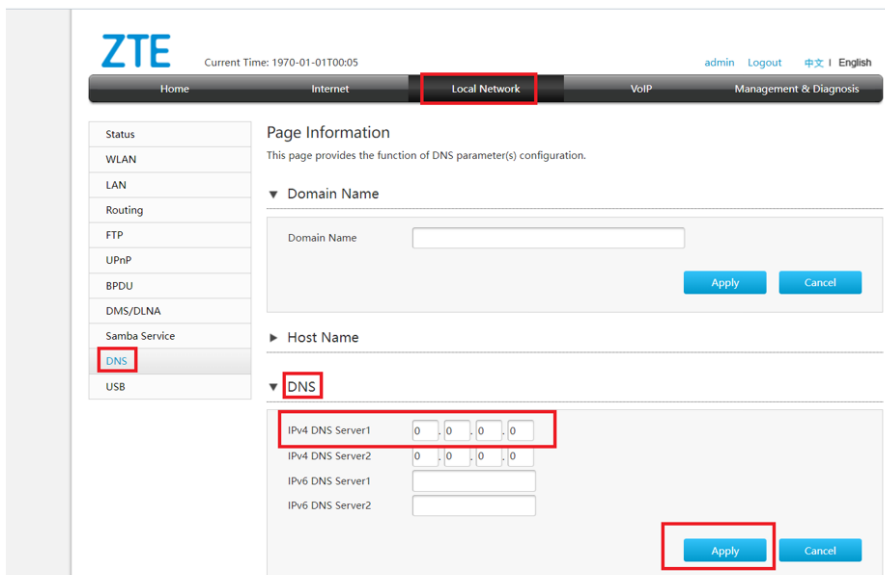 ZTE
Current Time: 1970-01-01T00:05
admin Logout 中文 | English
Home Internet Local Network VoIP Management & Diagnosis
Status
WLAN
LAN
Routing
FTP
UPnP
BPDU
DMS/DLNA
Samba Service
DNS
USB
Page Information
This page provides the function of DNS parameter(s) configuration.
Domain Name
Domain Name
Apply Cancel
Host Name
DNS
IPv4 DNS Server1 0 . 0 . 0 . 0
IPv4 DNS Server2 0 . 0 . 0 . 0
IPv6 DNS Server1
IPv6 DNS Server2
Apply Cancel